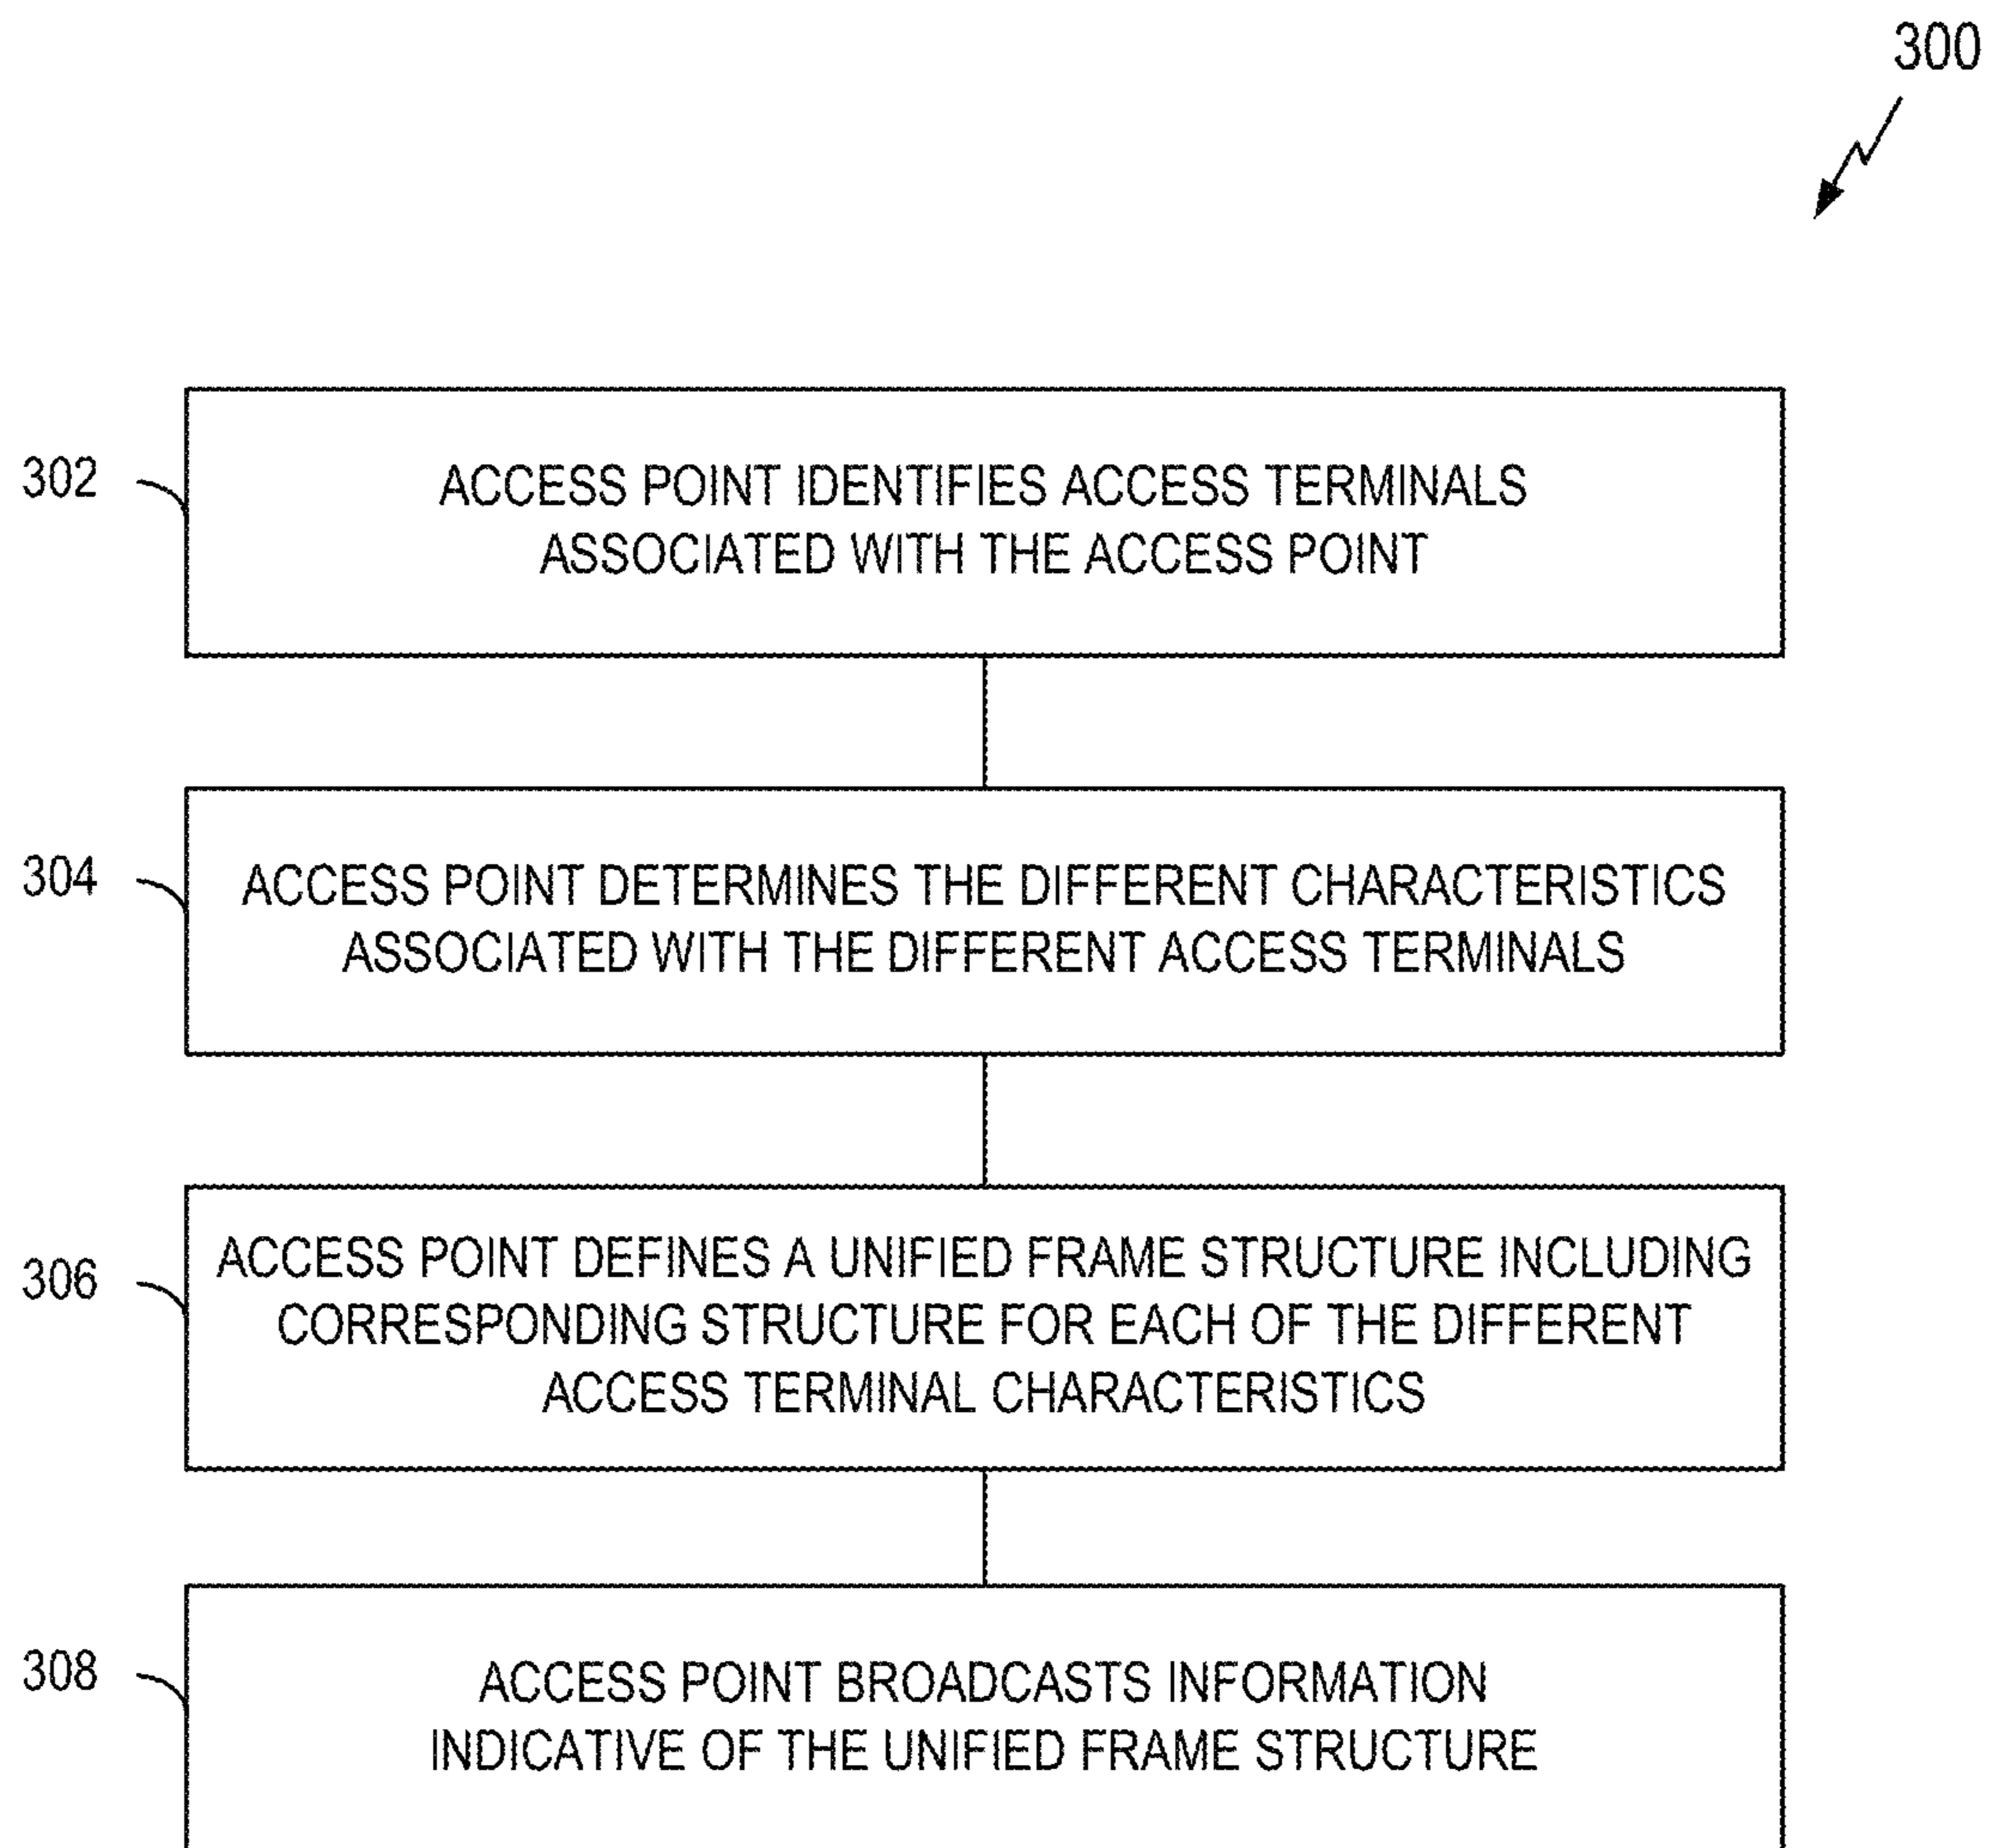 300
302
ACCESS POINT IDENTIFIES ACCESS TERMINALS
ASSOCIATED WITH THE ACCESS POINT
304
ACCESS POINT DETERMINES THE DIFFERENT CHARACTERISTICS
ASSOCIATED WITH THE DIFFERENT ACCESS TERMINALS
306
ACCESS POINT DEFINES A UNIFIED FRAME STRUCTURE INCLUDING
CORRESPONDING STRUCTURE FOR EACH OF THE DIFFERENT
ACCESS TERMINAL CHARACTERISTICS
308
ACCESS POINT BROADCASTS INFORMATION
INDICATIVE OF THE UNIFIED FRAME STRUCTURE